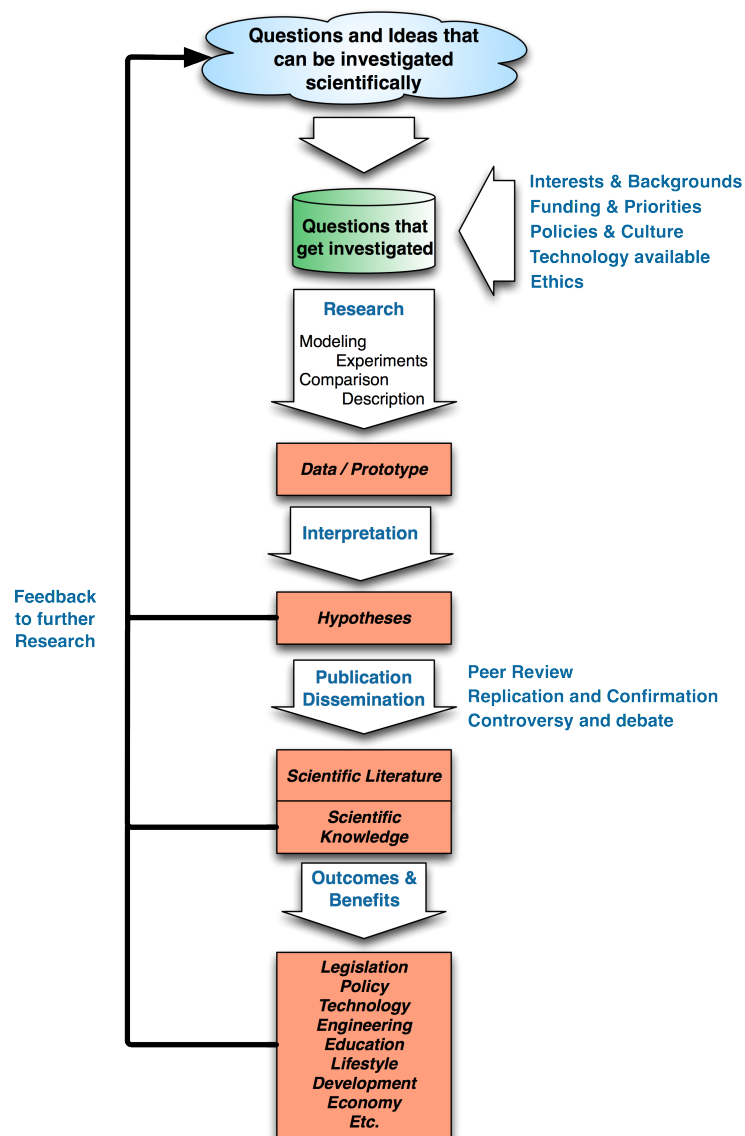 Questions and Ideas that
can be investigated
scientifically
Interests & Backgrounds
Funding & Priorities
Policies & Culture
Technology available
Ethics
Questions that
get investigated
Research
Modeling
Experiments
Comparison
Description
Data / Prototype
Interpretation
Feedback
to further
Research
Hypotheses
Publication
Dissemination
Peer Review
Replication and Confirmation
Controversy and debate
Scientific Literature
Scientific
Knowledge
Outcomes &
Benefits
Legislation
Policy
Technology
Engineering
Education
Lifestyle
Development
Economy
Etc.